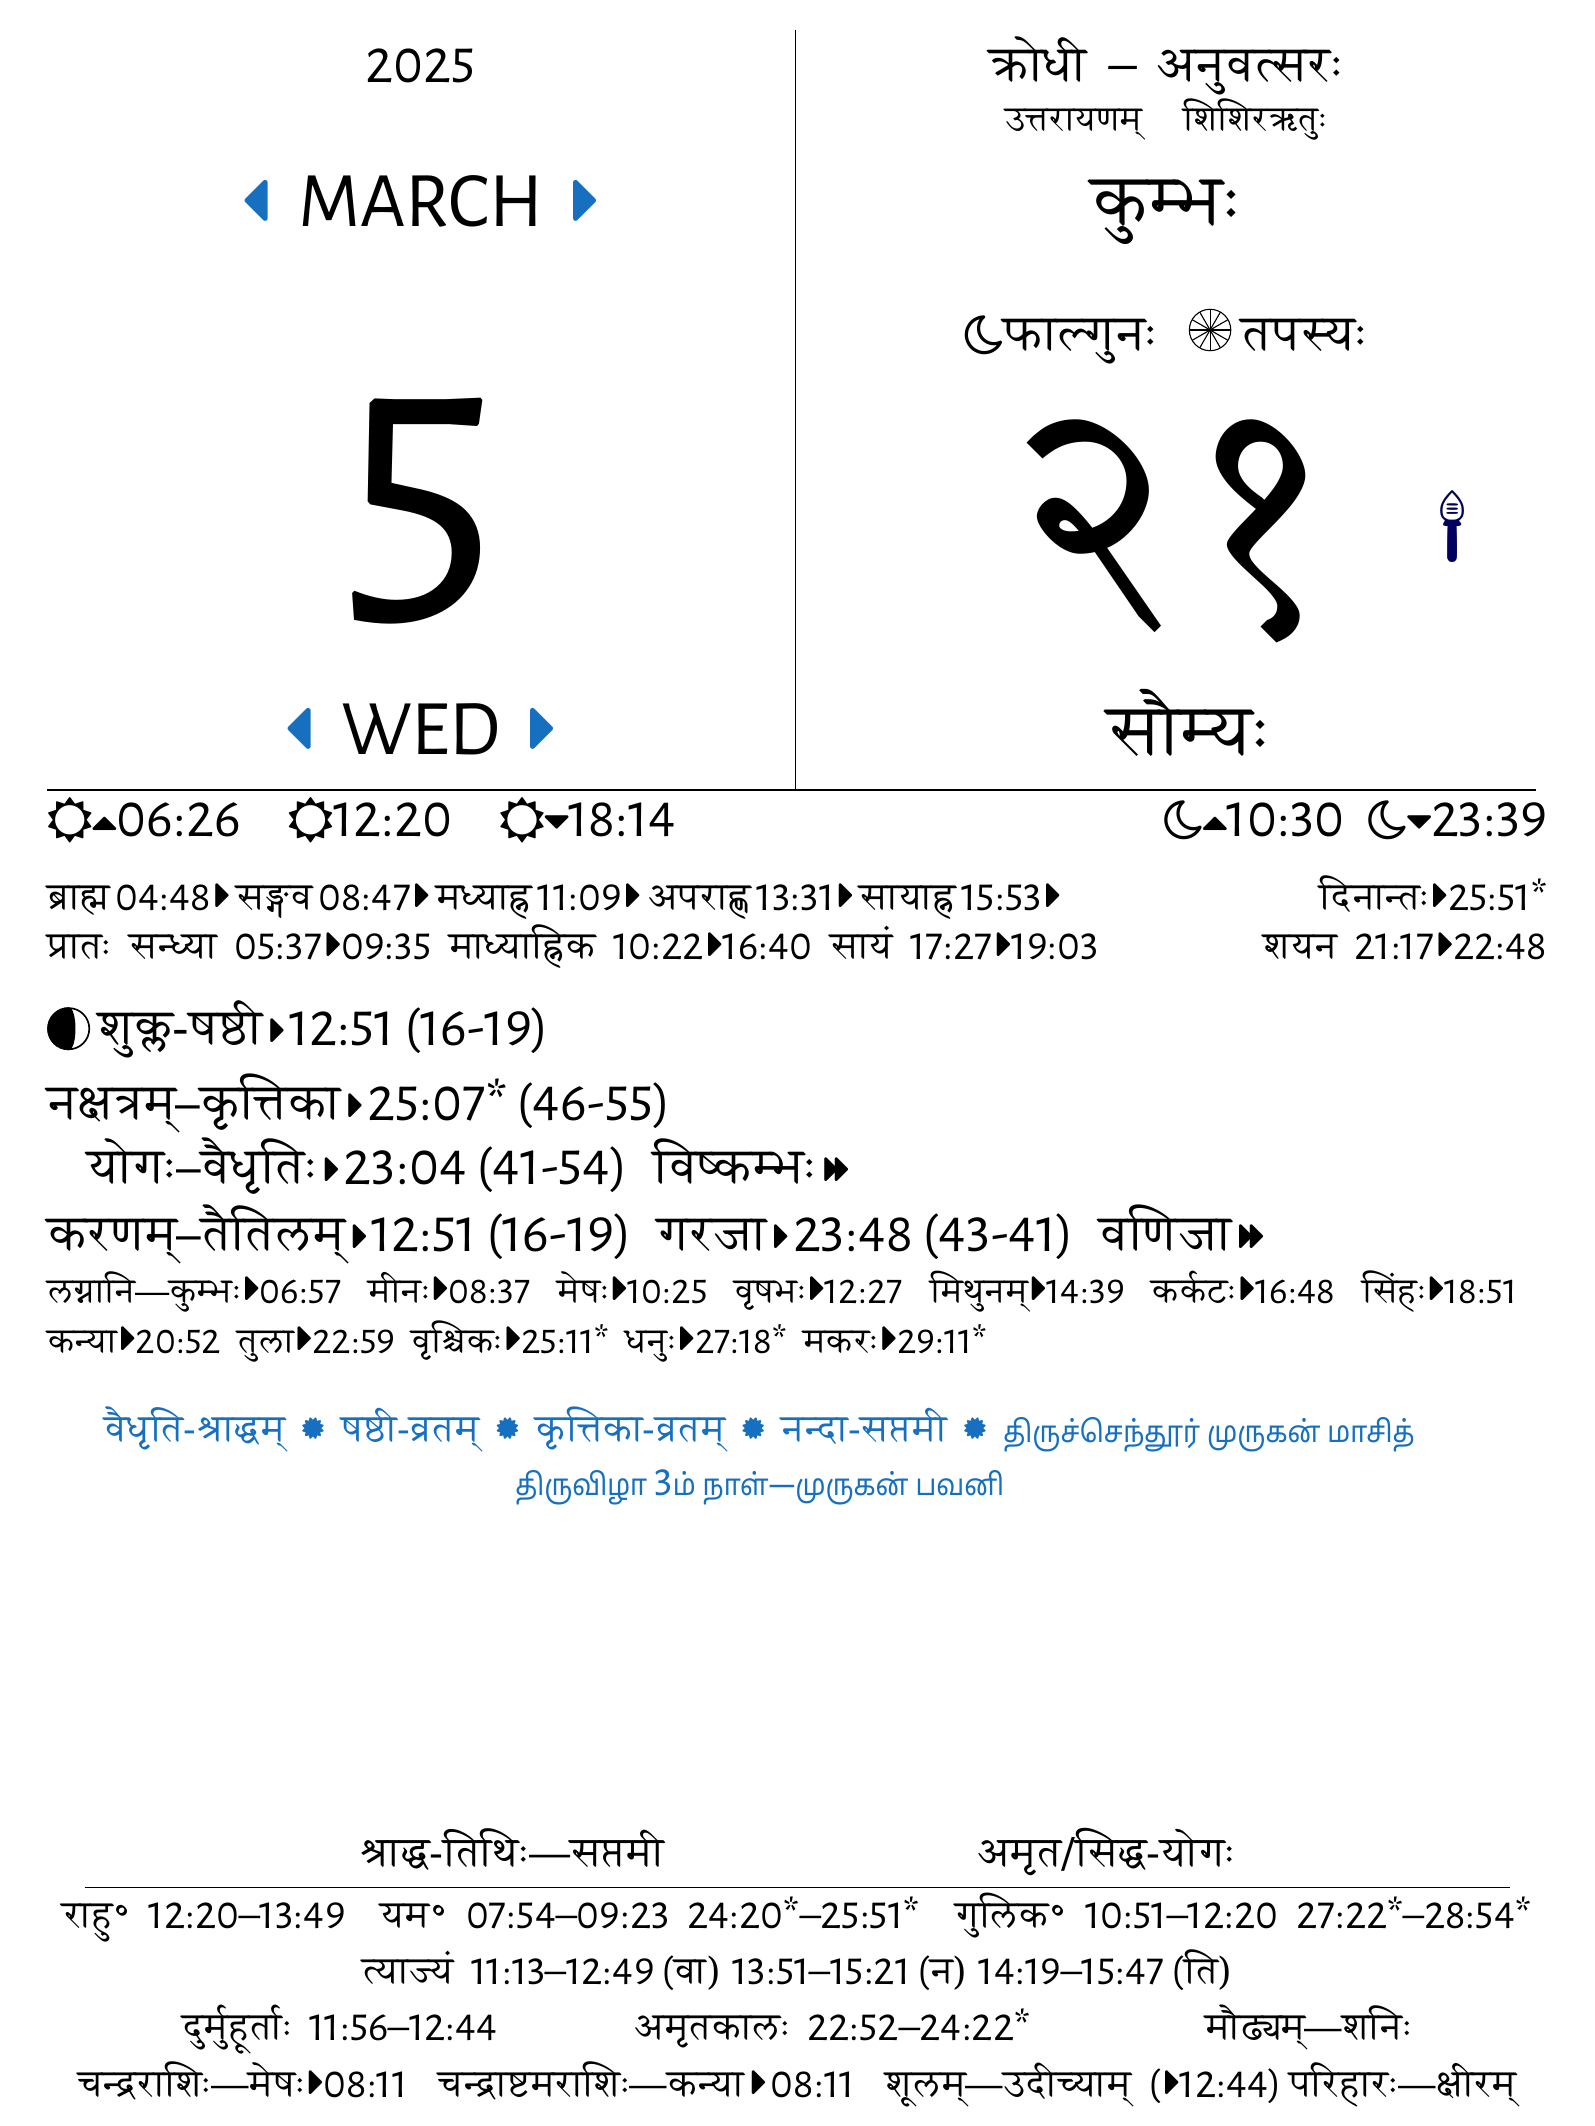 2025
MARCH
5
WED
क्रोधी – अनुवत्सरः
उत्तरायणम् शिशिरऋतुः
कुम्भः
फाल्गुनः तपस्यः
२१
सौम्यः
06:26 12:20 18:14 10:30 23:39
ब्राह्म 04:48 सङ्गव 08:47 मध्याह्न 11:09 अपराह्ण 13:31 सायाह्न 15:53 दिनान्तः 25:51*
प्रातः सन्ध्या 05:37 09:35 माध्याह्निक 10:22 16:40 सायं 17:27 19:03 शयन 21:17 22:48
शुक्ल-षष्ठी 12:51 (16-19)
नक्षत्रम्–कृत्तिका 25:07* (46-55)
योगः–वैधृतिः 23:04 (41-54) विष्कम्भः
करणम्–तैतिलम् 12:51 (16-19) गरजा 23:48 (43-41) वणिजा
लग्नानि—कुम्भः 06:57 मीनः 08:37 मेषः 10:25 वृषभः 12:27 मिथुनम् 14:39 कर्कटः 16:48 सिंहः 18:51
कन्या 20:52 तुला 22:59 वृश्चिकः 25:11* धनुः 27:18* मकरः 29:11*
वैधृति-श्राद्धम् षष्ठी-व्रतम् कृत्तिका-व्रतम् नन्दा-सप्तमी திருச்செந்தூர் முருகன் மாசித்
திருவிழா 3ம் நாள்—முருகன் பவனி
श्राद्ध-तिथिः—सप्तमी अमृत/सिद्ध-योगः
राहु° 12:20–13:49 यम° 07:54–09:23 24:20*–25:51* गुलिक° 10:51–12:20 27:22*–28:54*
त्याज्यं 11:13–12:49 (वा) 13:51–15:21 (न) 14:19–15:47 (ति)
दुर्मुहूर्ताः 11:56–12:44 अमृतकालः 22:52–24:22* मौढ्यम्—शनिः
चन्द्रराशिः—मेषः 08:11 चन्द्राष्टमराशिः—कन्या 08:11 शूलम्—उदीच्याम् (12:44) परिहारः—क्षीरम्